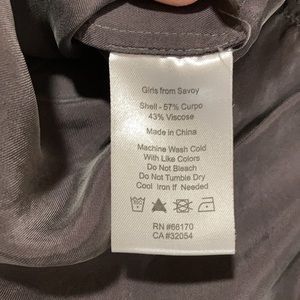 Girls from Savoy
Shell - 57% Curpo
43% Viscose
Made in China
Machine Wash Cold
With Like Colors
Do Not Bleach
Do Not Tumble Dry
Cool Iron If Needed
RN #66170
CA #32054